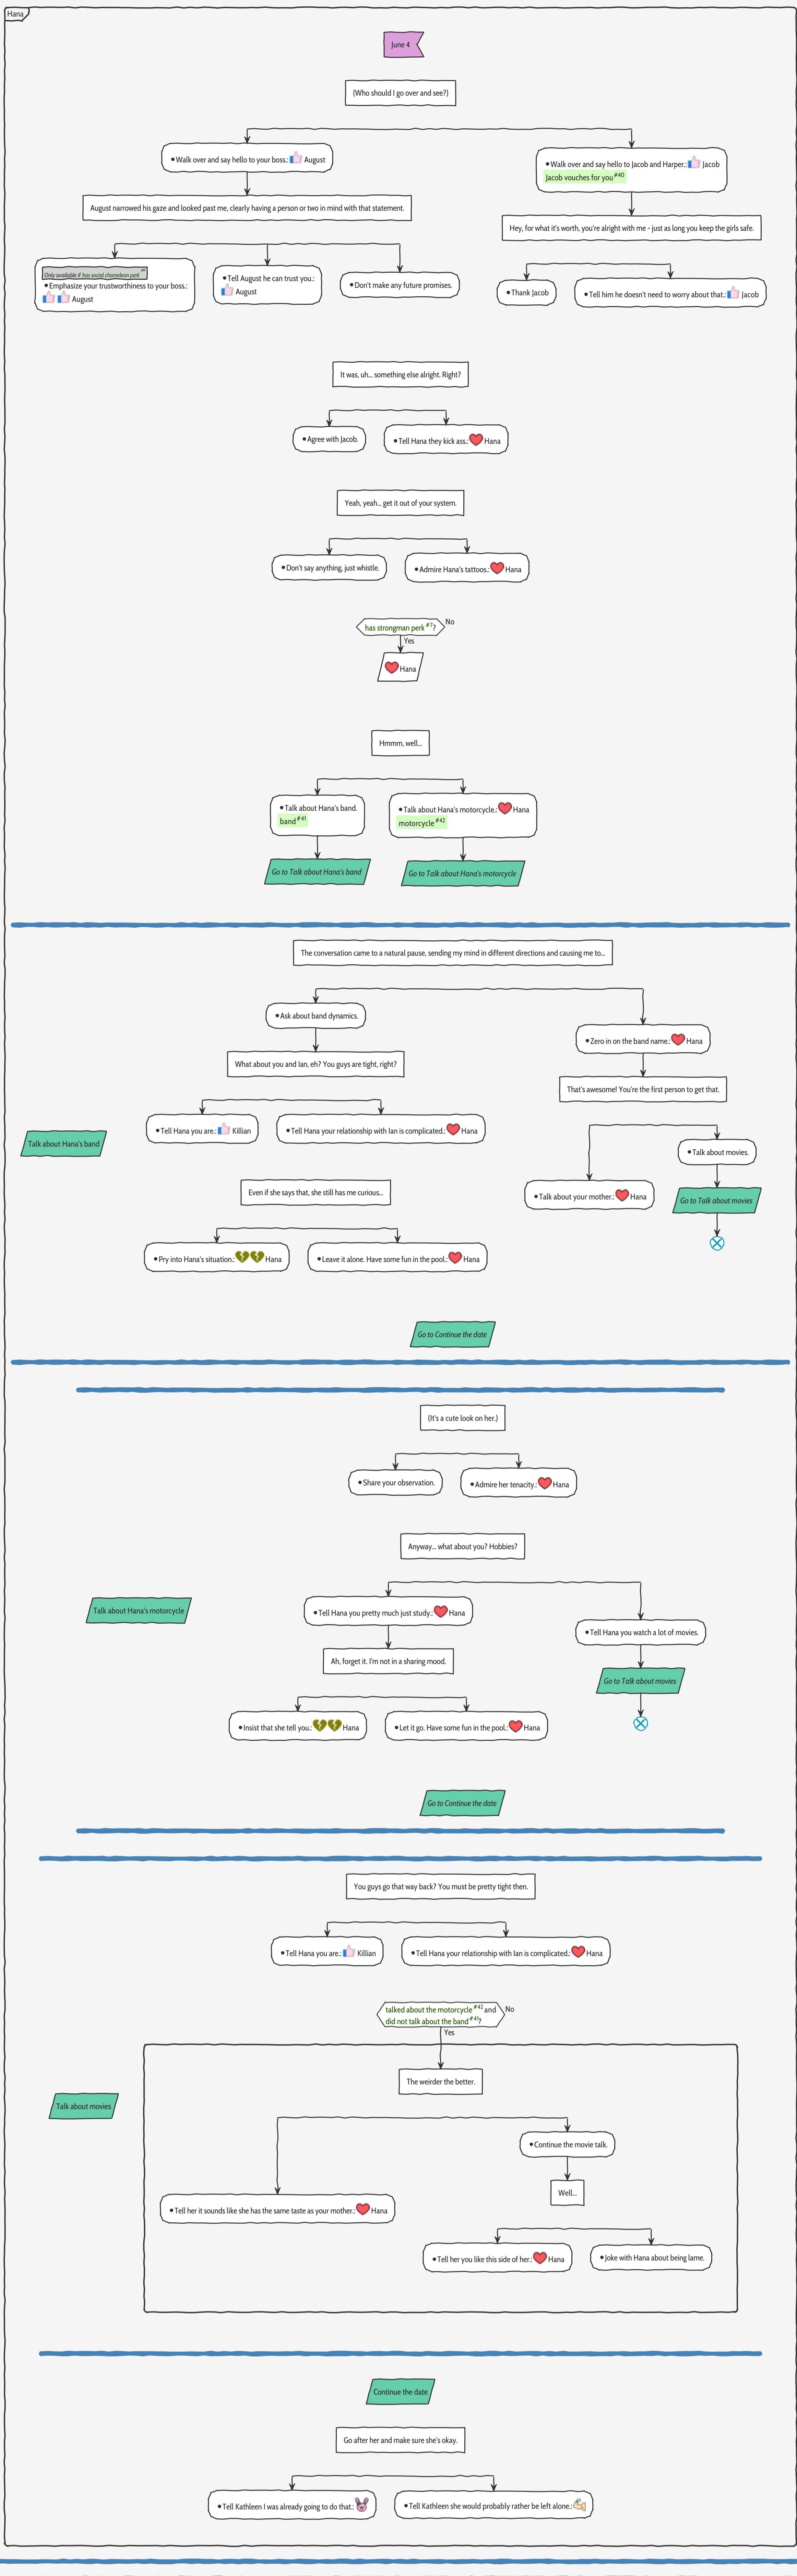 Hana
June 4
(Who should I go over and see?)
•Walk over and say hello to your boss.: August
•Walk over and say hello to Jacob and Harper.: Jacob
Jacob vouches for you #40
August narrowed his gaze and looked past me, clearly having a person or two in mind with that statement.
Hey, for what it's worth, you're alright with me - just as long you keep the girls safe.
Only available if has social chameleon perk
•Emphasize your trustworthiness to your boss.:
August
•Tell August he can trust you.:
August
•Don't make any future promises.
•Thank Jacob
•Tell him he doesn't need to worry about that.: Jacob
It was, uh... something else alright. Right?
•Agree with Jacob.
•Tell Hana they kick ass.: Hana
Yeah, yeah... get it out of your system.
•Don't say anything, just whistle.
•Admire Hana's tattoos.: Hana
has strongman perk #7?
No
Yes
Hana
Hmmm, well...
•Talk about Hana's band.
band #41
•Talk about Hana's motorcycle.: Hana
motorcycle #42
Go to Talk about Hana's band
Go to Talk about Hana's motorcycle
The conversation came to a natural pause, sending my mind in different directions and causing me to...
•Ask about band dynamics.
•Zero in on the band name.: Hana
What about you and Ian, eh? You guys are tight, right?
That's awesome! You're the first person to get that.
•Tell Hana you are.: Killian
•Tell Hana your relationship with Ian is complicated.: Hana
Talk about Hana's band
•Talk about movies.
Even if she says that, she still has me curious...
•Talk about your mother.: Hana
Go to Talk about movies
•Pry into Hana's situation.: Hana
•Leave it alone. Have some fun in the pool.: Hana
Go to Continue the date
(It's a cute look on her.)
•Share your observation.
•Admire her tenacity.: Hana
Anyway... what about you? Hobbies?
Talk about Hana's motorcycle
•Tell Hana you pretty much just study.: Hana
•Tell Hana you watch a lot of movies.
Ah, forget it. I'm not in a sharing mood.
Go to Talk about movies
•Insist that she tell you.: Hana
•Let it go. Have some fun in the pool.: Hana
Go to Continue the date
You guys go that way back? You must be pretty tight then.
•Tell Hana you are.: Killian
•Tell Hana your relationship with Ian is complicated.: Hana
talked about the motorcycle #42 and
did not talk about the band #41?
No
Yes
The weirder the better.
Talk about movies
•Continue the movie talk.
Well...
•Tell her it sounds like she has the same taste as your mother.: Hana
•Tell her you like this side of her.: Hana
•Joke with Hana about being lame.
Continue the date
Go after her and make sure she's okay.
•Tell Kathleen I was already going to do that.:
•Tell Kathleen she would probably rather be left alone.: